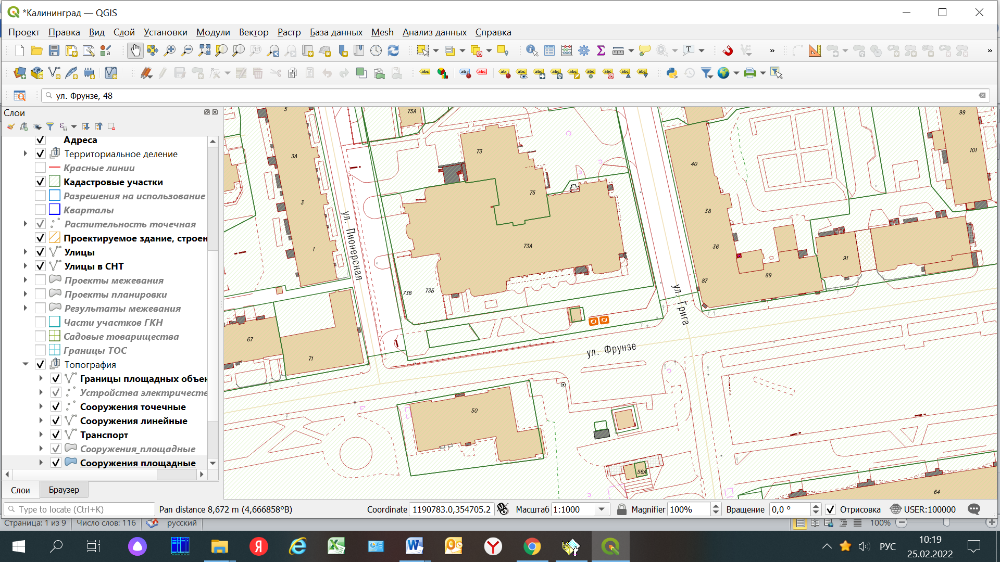 *Калининград — QGIS
Проект Правка Вид Слой Установки Модули Вектор Растр База данных Mesh Анализ данных Справка
ул. Фрунзе, 48
Слои
Адреса
Территориальное деление
Красные линии
Кадастровые участки
Разрешения на использование
Кварталы
Растительность точечная
Проектируемое здание, строен
Улицы
Улицы в СНТ
Проекты межевания
Проекты планировки
Результаты межевания
Части участков ГКН
Садовые товарищества
Границы ТОС
Топография
Границы площадных объек
Устройства электричестве
Сооружения точечные
Сооружения линейные
Транспорт
Сооружения_площадные
Сооружения площадные
Слои Браузер
5
75А
99
3А
73
40
101
3
75
38
1
73А
36
91
89
87
73В
73Б
67
71
50
56А
64
ул. Пионерская
ул. Грига
ул. Фрунзе
Type to locate (Ctrl+K) Pan distance 8,672 m (4,666858°В) Coordinate 1190783.0,354705.2 Масштаб 1:1000 Magnifier 100% Вращение 0,0 ° Отрисовка USER:100000
Страница: 1 из 9 Число слов: 116 русский 100%
РУС
10:19
25.02.2022